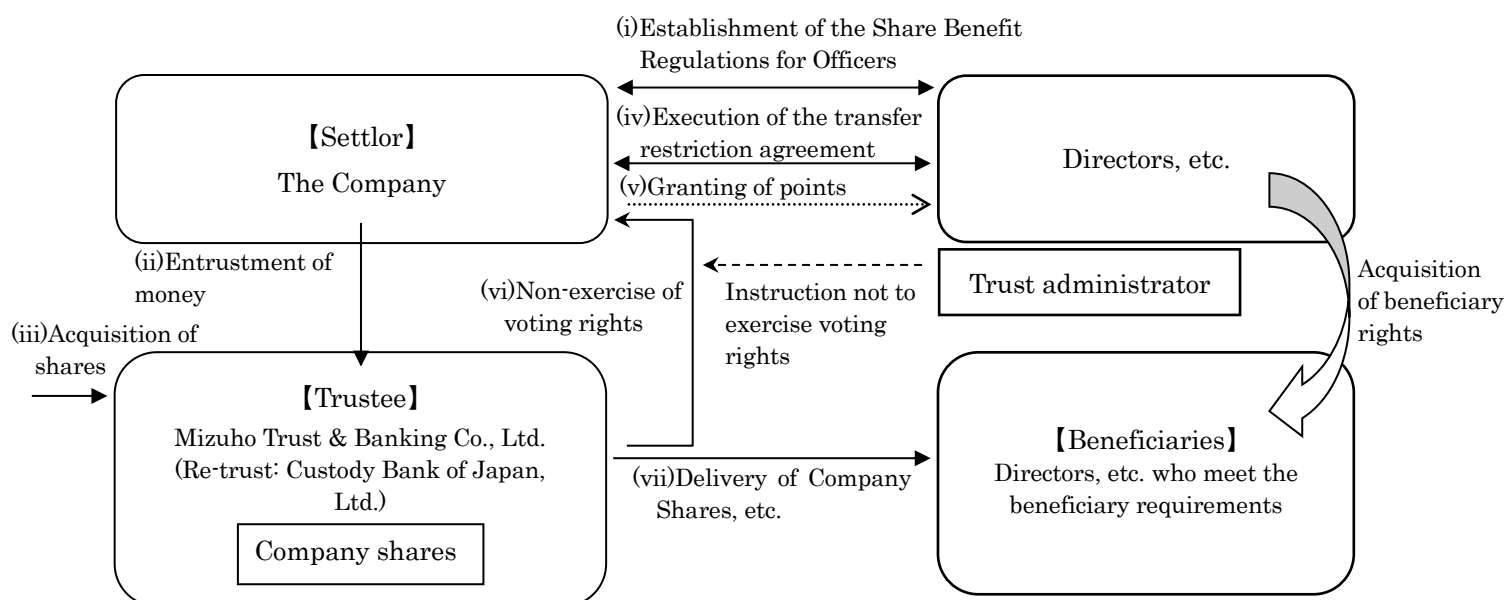 (i)Establishment of the Share Benefit
Regulations for Officers
【Settlor】
The Company
(iv)Execution of the transfer
restriction agreement
(v)Granting of points
Directors, etc.
(ii)Entrustment of
money
(vi)Non-exercise of
voting rights
Instruction not to
exercise voting
rights
Trust administrator
Acquisition
of beneficiary
rights
(iii)Acquisition of
shares
【Trustee】
Mizuho Trust & Banking Co., Ltd.
(Re-trust: Custody Bank of Japan,
Ltd.)
Company shares
(vii)Delivery of Company
Shares, etc.
【Beneficiaries】
Directors, etc. who meet the
beneficiary requirements